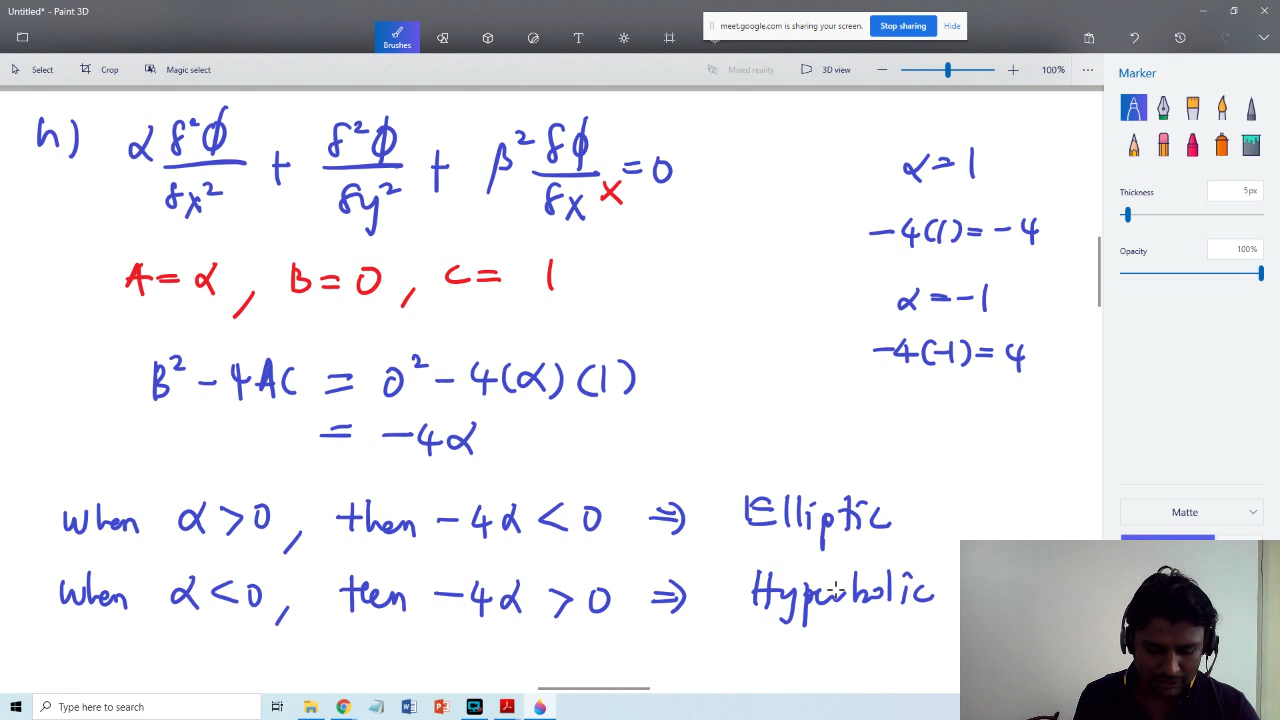 Untitled* - Paint 3D
meet.google.com is sharing your screen. Stop sharing Hide
Brushes
Select Crop Magic select Mixed reality 3D view 100%
Marker
Thickness 5px
Opacity 100%
Matte
h) α δ²ϕ/δx² + δ²ϕ/δy² + β² δϕ/δx × = 0
A = α , B = 0 , C = 1
B² - 4AC = 0² - 4(α)(1)
= -4α
when α > 0 , then -4α < 0 ⇒ Elliptic
when α < 0 , then -4α > 0 ⇒ Hyperbolic
α = 1
-4(1) = -4
α = -1
-4(-1) = 4
Type here to search